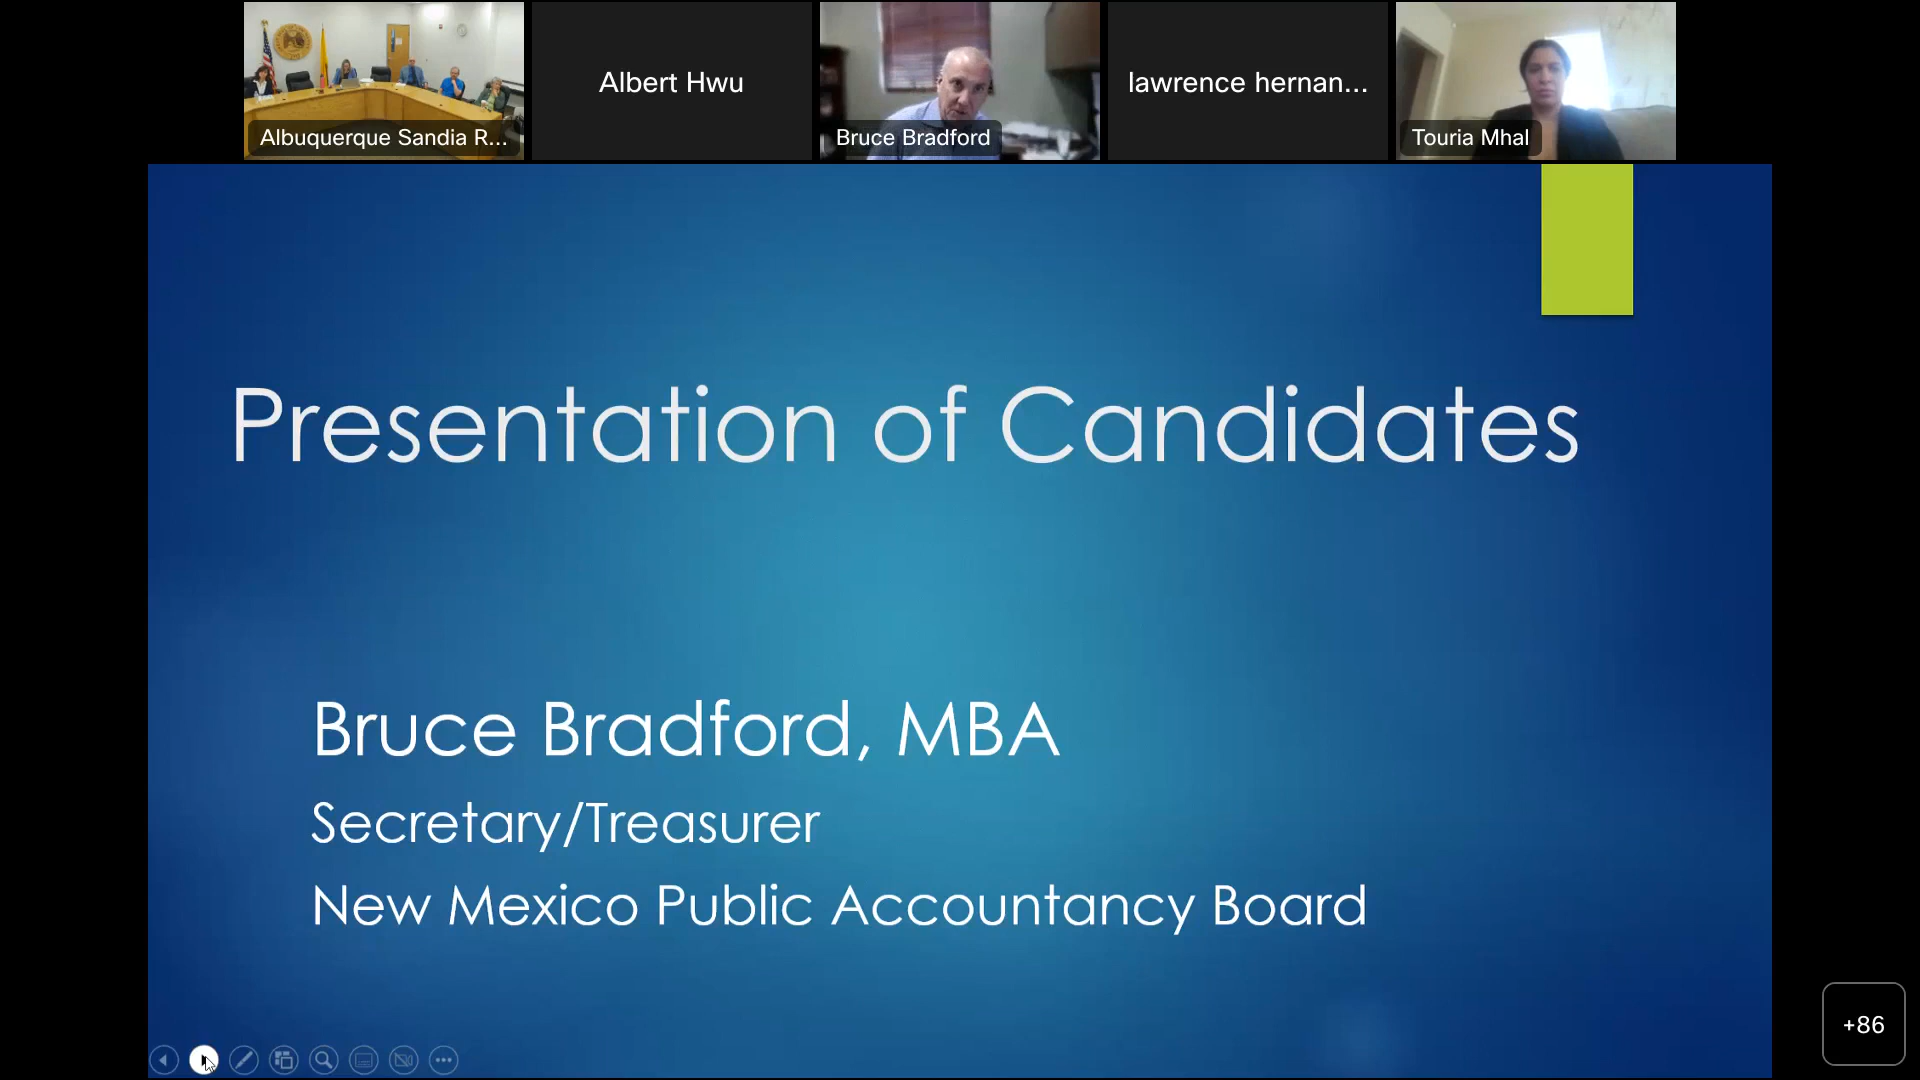 Albuquerque Sandia R...
Albert Hwu
Bruce Bradford
lawrence hernan...
Touria Mhal
Presentation of Candidates
Bruce Bradford, MBA
Secretary/Treasurer
New Mexico Public Accountancy Board
+86